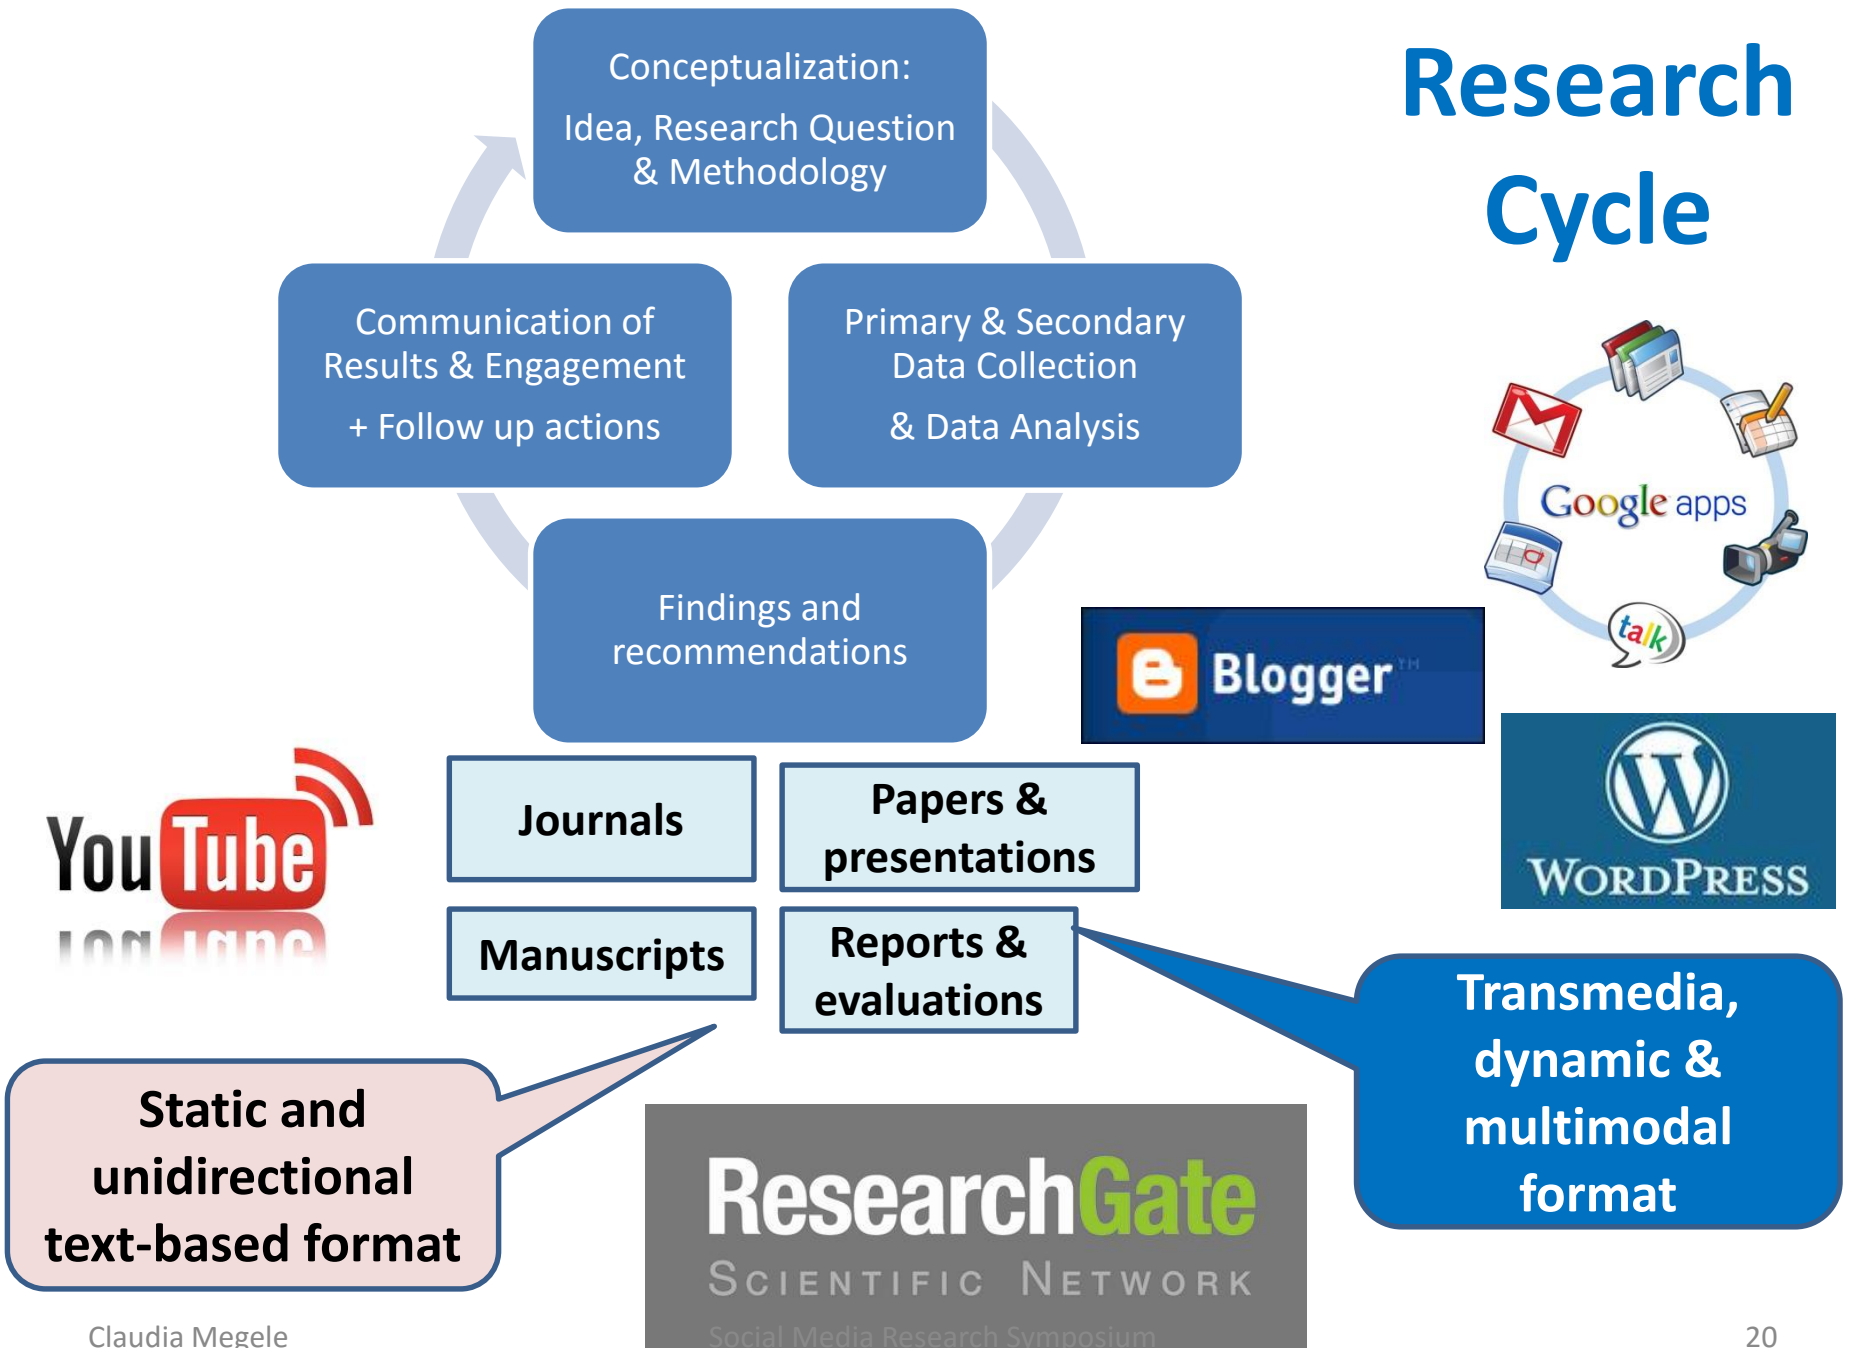 Research
Cycle
Conceptualization:
Idea, Research Question
& Methodology
Communication of
Results & Engagement
+ Follow up actions
Primary & Secondary
Data Collection
& Data Analysis
Findings and
recommendations
Google apps
talk
Blogger™
WORDPRESS
YouTube
Journals
Papers &
presentations
Manuscripts
Reports &
evaluations
Transmedia,
dynamic &
multimodal
format
Static and
unidirectional
text-based format
ResearchGate
SCIENTIFIC NETWORK
Claudia Megele
Social Media Research Symposium
20